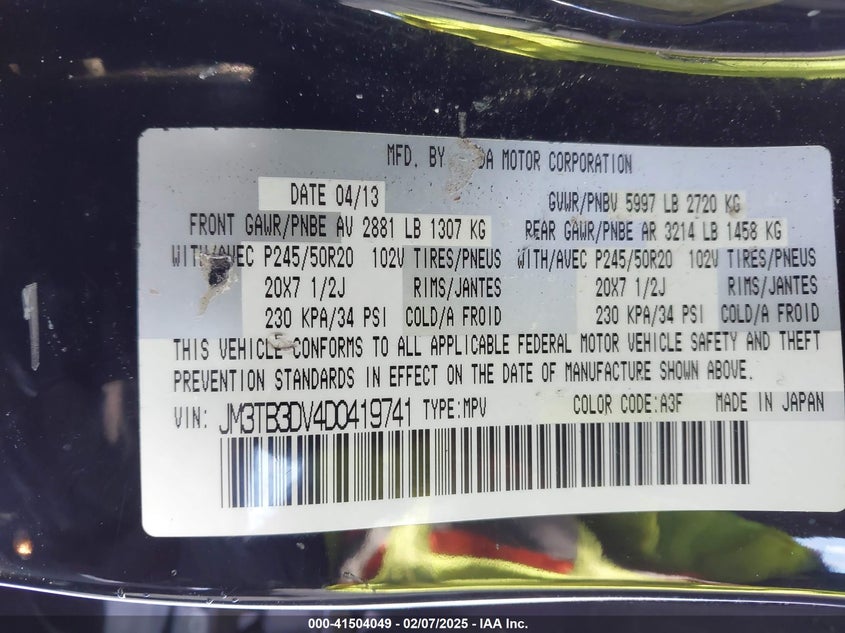 MFD. BY DA MOTOR CORPORATION
DATE 04/13 GVWR/PNBV 5997 LB 2720 KG
FRONT GAWR/PNBE AV 2881 LB 1307 KG REAR GAWR/PNBE AR 3214 LB 1458 KG
WITH/AVEC P245/50R20 102V TIRES/PNEUS WITH/AVEC P245/50R20 102V TIRES/PNEUS
20X7 1/2J RIMS/JANTES 20X7 1/2J RIMS/JANTES
230 KPA/34 PSI COLD/A FROID 230 KPA/34 PSI COLD/A FROID
THIS VEHICLE CONFORMS TO ALL APPLICABLE FEDERAL MOTOR VEHICLE SAFETY AND THEFT
PREVENTION STANDARDS IN EFFECT ON THE DATE OF MANUFACTURE SHOWN ABOVE.
VIN: JM3TB3DV4D0419741 TYPE:MPV COLOR CODE:A3F MADE IN JAPAN
000-41504049 — 02/07/2025 — IAA Inc.